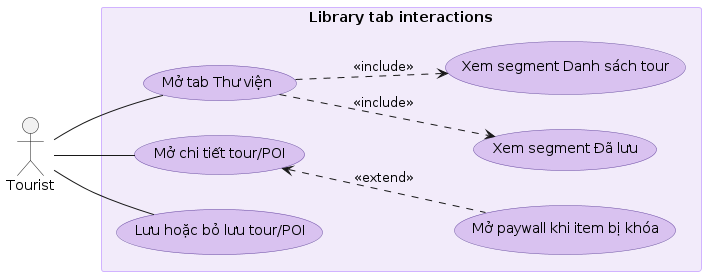 Library tab interactions
Mở tab Thư viện
«include»
Xem segment Danh sách tour
«include»
Xem segment Đã lưu
Tourist
Mở chi tiết tour/POI
«extend»
Mở paywall khi item bị khóa
Lưu hoặc bỏ lưu tour/POI